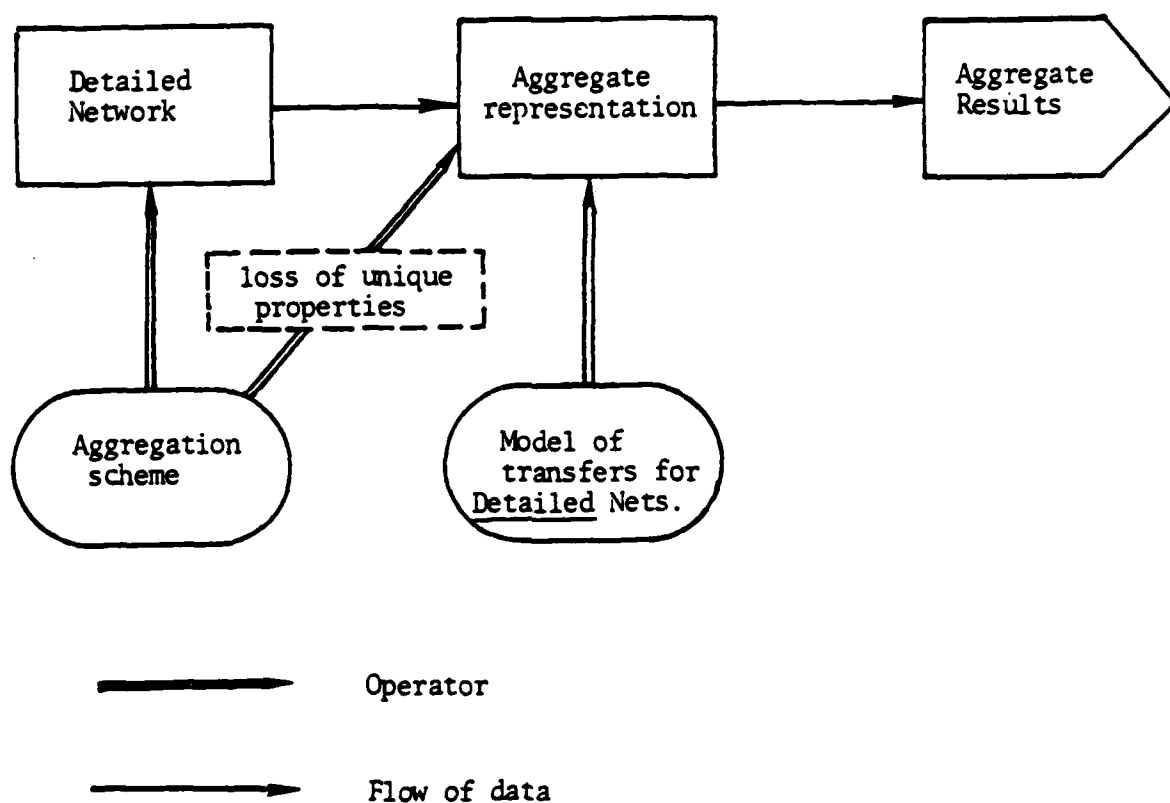 Detailed
Network
Aggregate
representation
Aggregate
Results
loss of unique
properties
Aggregation
scheme
Model of
transfers for
Detailed Nets.
Operator
Flow of data